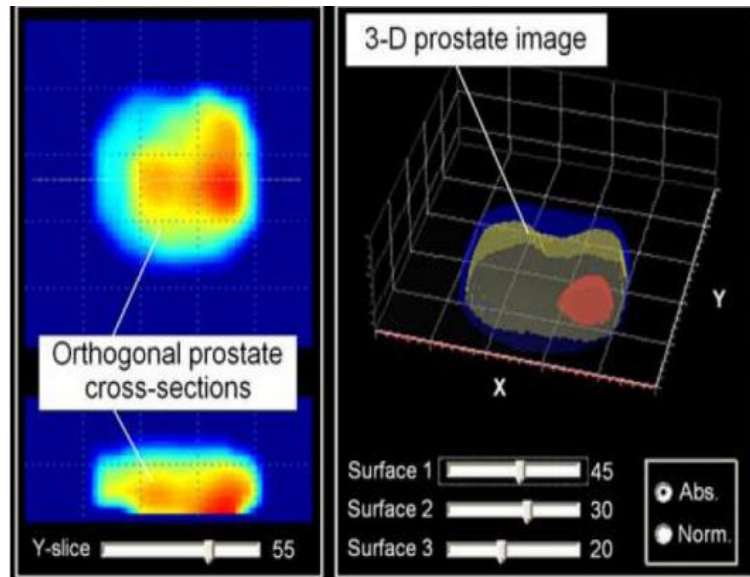 3-D prostate image
Orthogonal prostate
cross-sections
Y
X
Y-slice 55
Surface 1 45
Surface 2 30
Surface 3 20
Abs.
Norm.